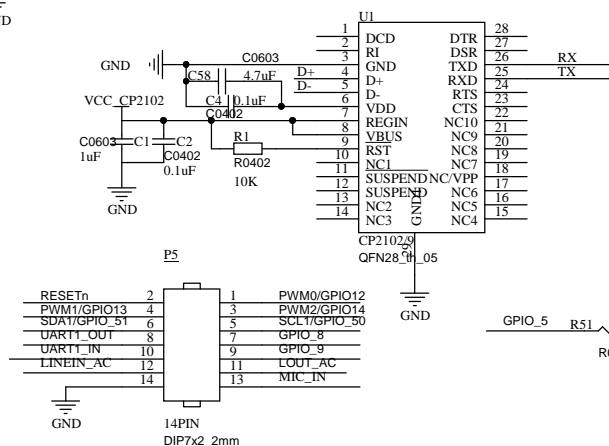 ND
U1
1 DCD DTR 28
2 RI DSR 27
GND C0603 3 GND TXD 26 RX
C58 4.7uF D+ 4 D+ RXD 25 TX
D- 5 D- RTS 24
C4 0.1uF 6 VDD CTS 23
VCC_CP2102 C0402 7 REGIN NC10 22
8 VBUS NC9 21
C0603 C1 C2 R1 9 RST NC8 20
1uF C0402 R0402 10 NC1 NC7 19
0.1uF 10K 11 SUSPEND NC/VPP 18
12 SUSPEND NC6 17
13 NC2 NC5 16
14 NC3 NC4 15
GND
GND1
29
CP2102/9
QFN28_th_05
GND
P5
RESETn 2 1 PWM0/GPIO12
PWM1/GPIO13 4 3 PWM2/GPIO14
SDA1/GPIO_51 6 5 SCL1/GPIO_50
UART1_OUT 8 7 GPIO_8
UART1_IN 10 9 GPIO_9
LINEIN_AC 12 11 LOUT_AC
14 13 MIC_IN
GND
14PIN
DIP7x2_2mm
GPIO_5 R51